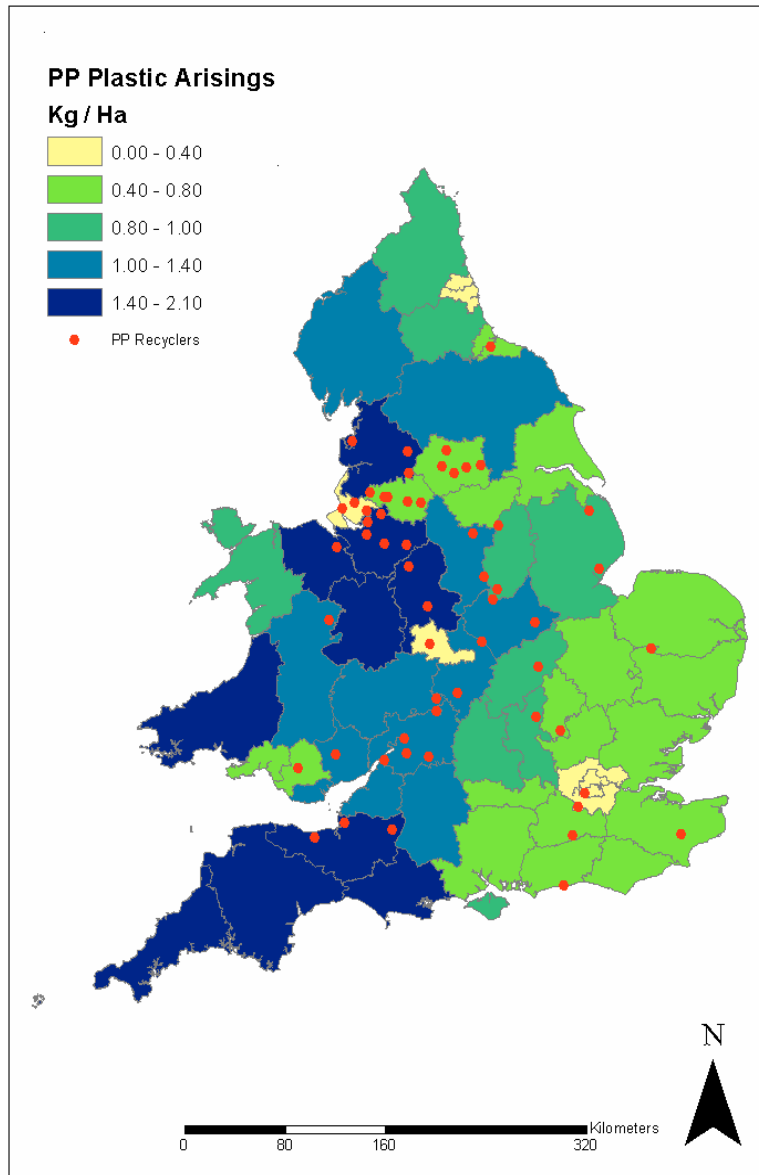 PP Plastic Arisings
Kg / Ha
0.00 - 0.40
0.40 - 0.80
0.80 - 1.00
1.00 - 1.40
1.40 - 2.10
PP Recyclers
N
Kilometers
0 80 160 320